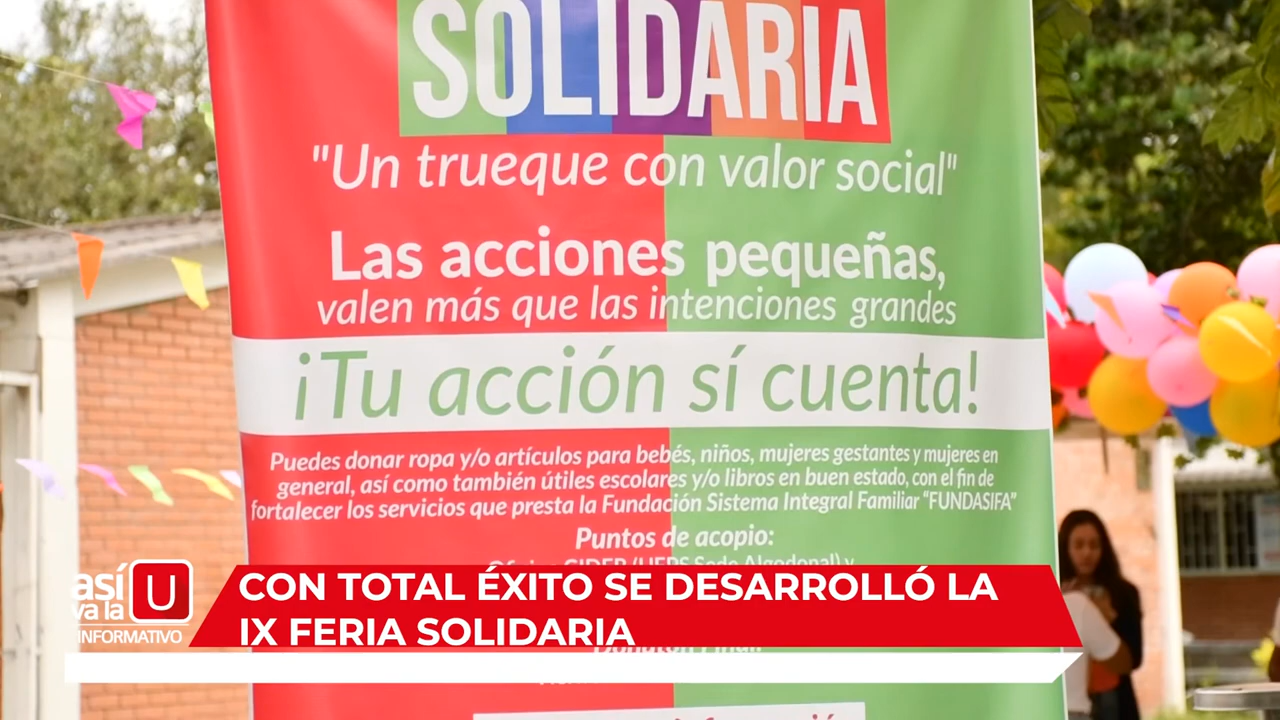 SOLIDARIA
"Un trueque con valor social"
Las acciones pequeñas,
valen más que las intenciones grandes
¡Tu acción sí cuenta!
Puedes donar ropa y/o artículos para bebés, niños, mujeres gestantes y mujeres en
general, así como también útiles escolares y/o libros en buen estado, con el fin de
fortalecer los servicios que presta la Fundación Sistema Integral Familiar "FUNDASIFA"
Puntos de acopio:
así U
va la
INFORMATIVO
CON TOTAL ÉXITO SE DESARROLLÓ LA
IX FERIA SOLIDARIA